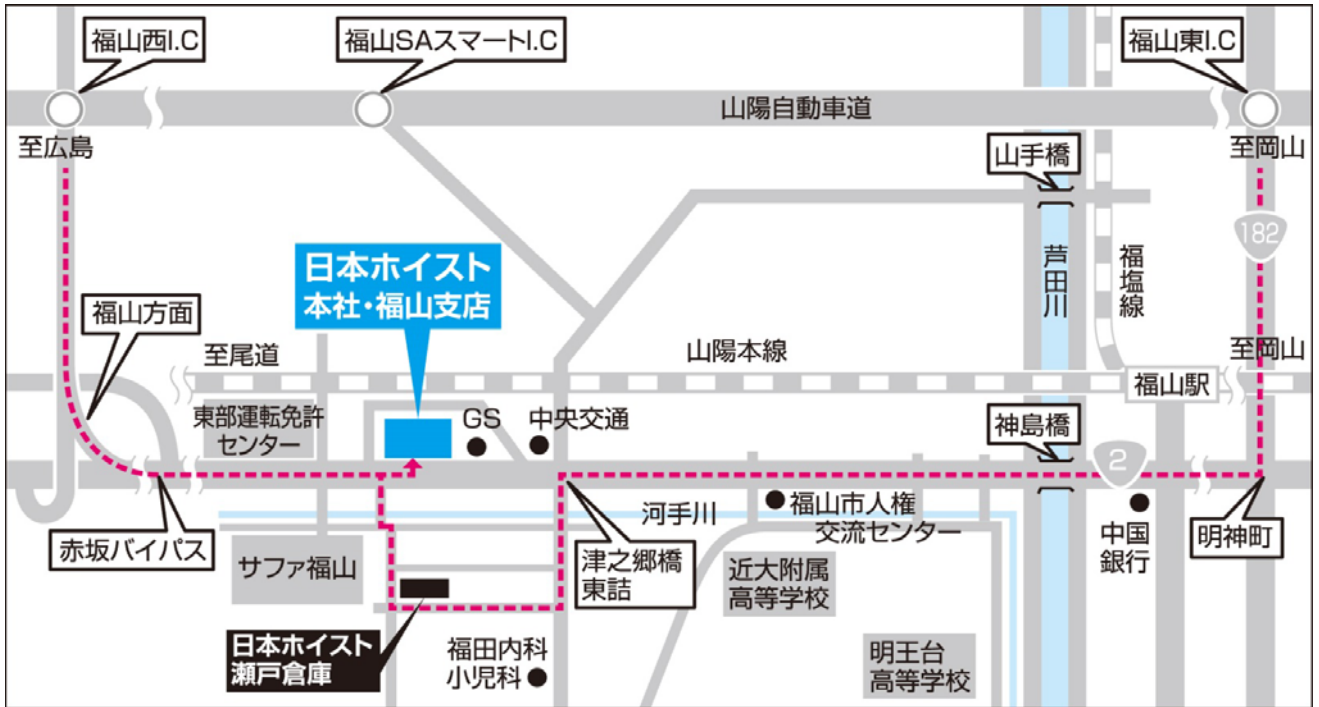 福山西I.C
福山SAスマートI.C
福山東I.C
山陽自動車道
至広島
山手橋
至岡山
182
日本ホイスト
本社・福山支店
芦田川
福塩線
福山方面
至尾道
山陽本線
至岡山
福山駅
東部運転免許
センター
GS
中央交通
神島橋
2
河手川
福山市人権
交流センター
赤坂バイパス
サファ福山
津之郷橋
東詰
近大附属
高等学校
中国
銀行
明神町
日本ホイスト
瀬戸倉庫
福田内科
小児科
明王台
高等学校